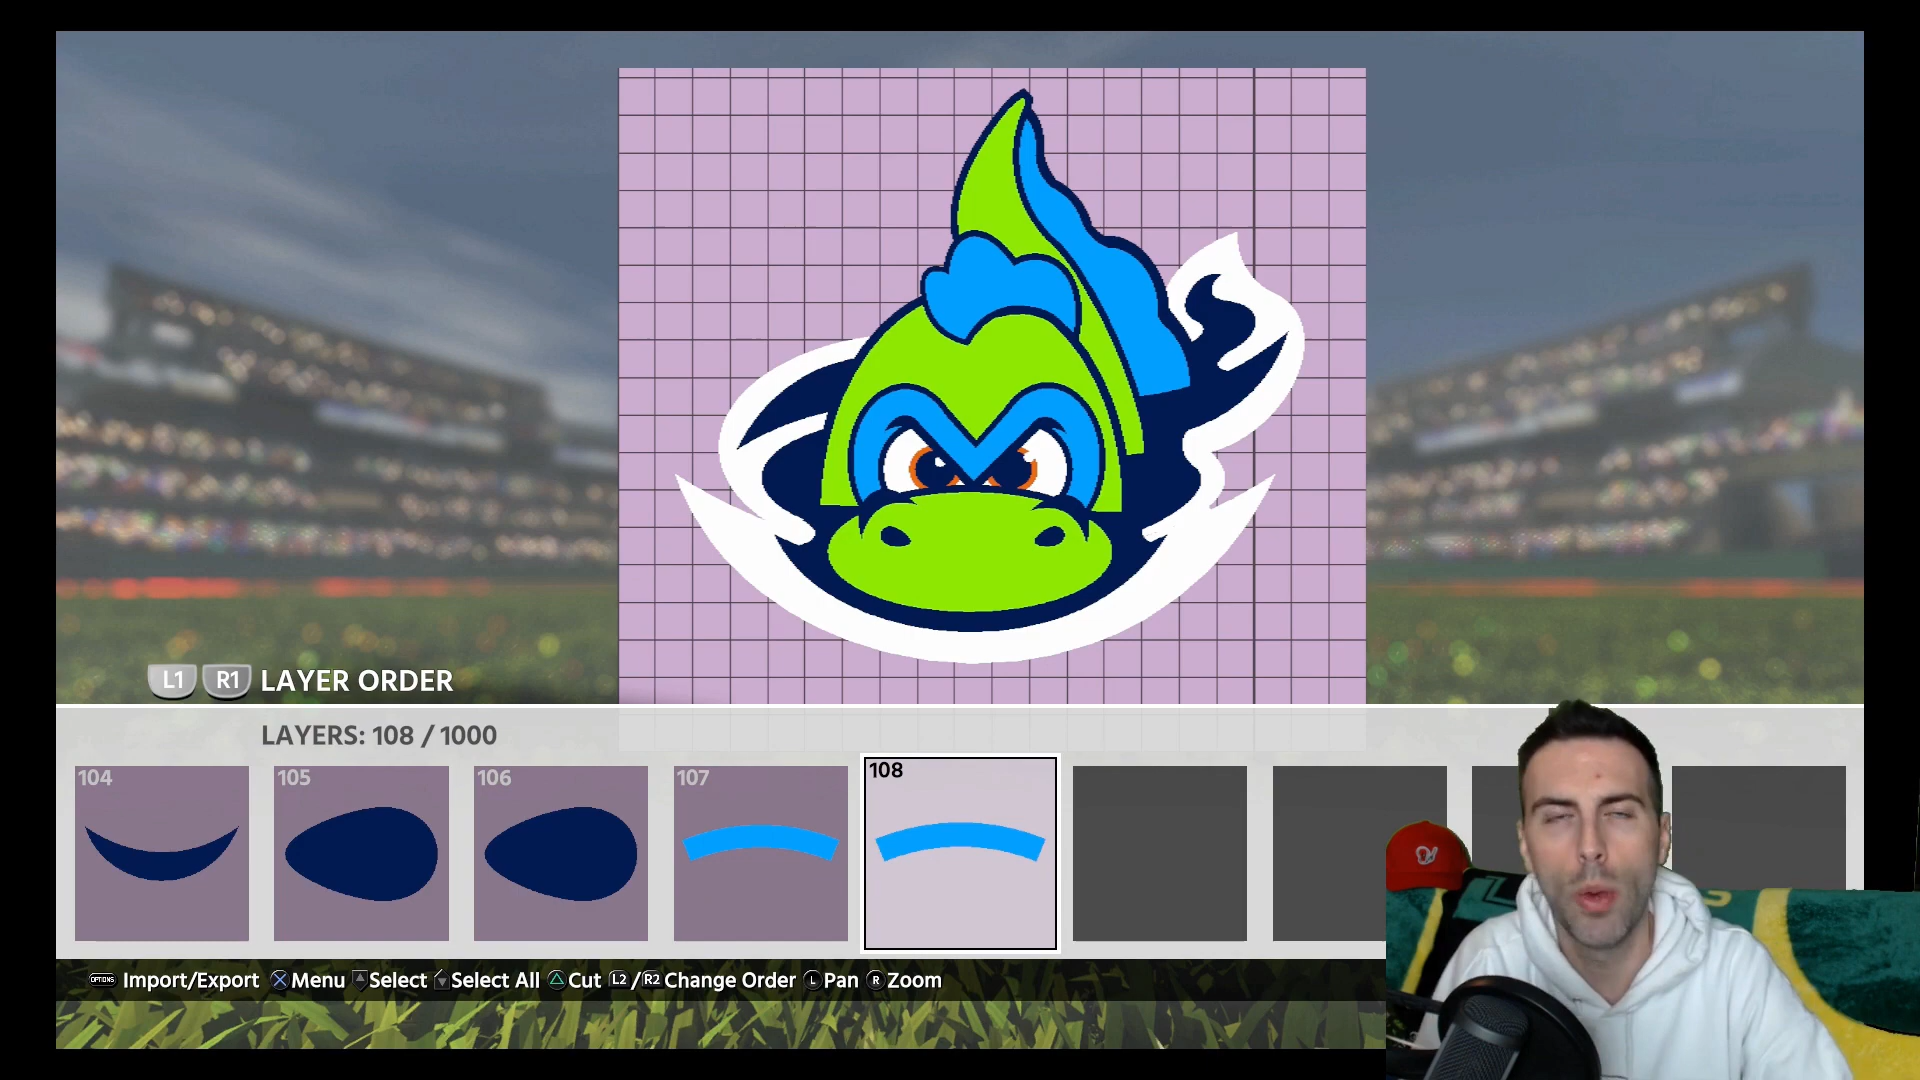 L1 R1 LAYER ORDER
LAYERS: 108 / 1000
104 105 106 107 108
OPTIONS Import/Export Menu Select Select All Cut L2 / R2 Change Order L Pan R Zoom